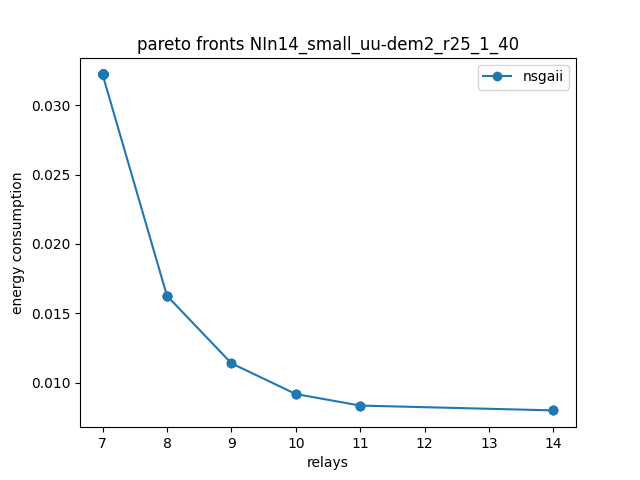 pareto fronts NIn14_small_uu-dem2_r25_1_40
nsgaii
energy consumption
0.030
0.025
0.020
0.015
0.010
7 8 9 10 11 12 13 14
relays